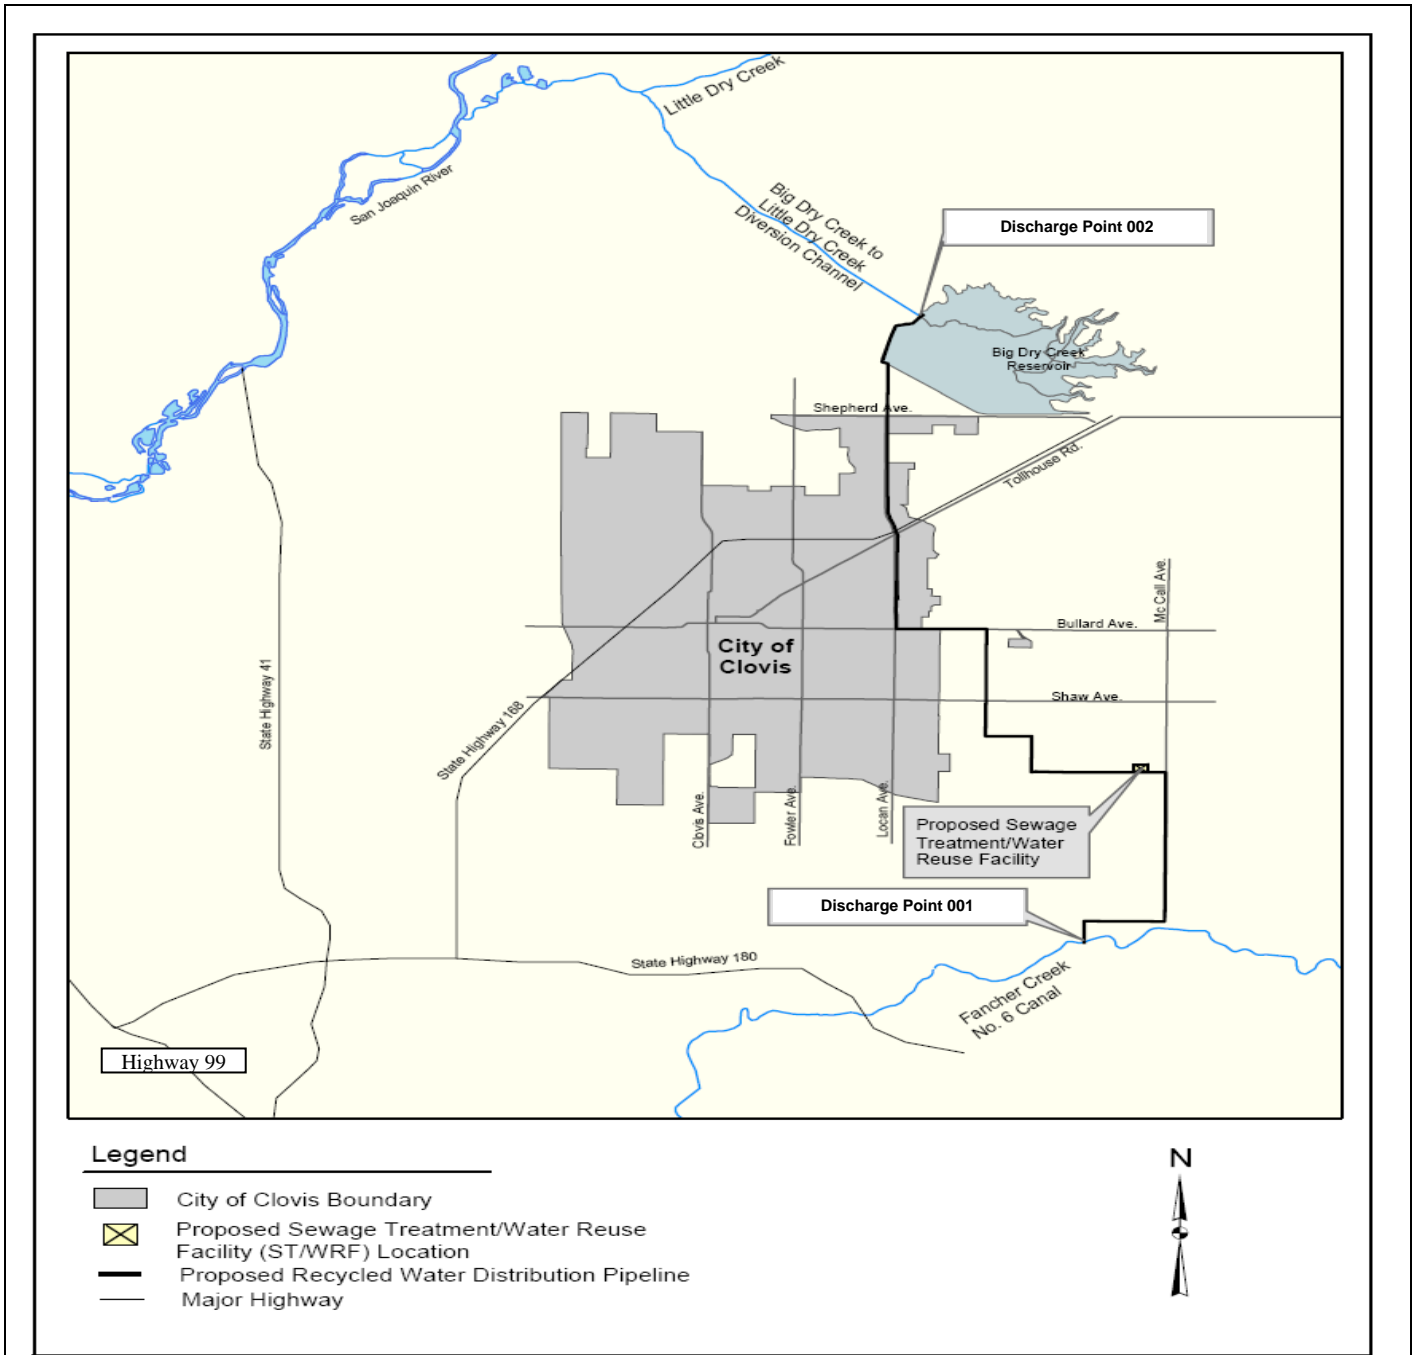 Little Dry Creek
San Joaquin River
Big Dry Creek to
Little Dry Creek
Diversion Channel
Discharge Point 002
Big Dry Creek
Reservoir
Shepherd Ave.
Tollhouse Rd.
Mc Call Ave.
Bullard Ave.
City of
Clovis
Shaw Ave.
State Highway 41
State Highway 168
Clovis Ave.
Fowler Ave.
Locan Ave.
Proposed Sewage
Treatment/Water
Reuse Facility
Discharge Point 001
State Highway 180
Fancher Creek
No. 6 Canal
Highway 99
Legend
City of Clovis Boundary
Proposed Sewage Treatment/Water Reuse
Facility (ST/WRF) Location
Proposed Recycled Water Distribution Pipeline
Major Highway
N